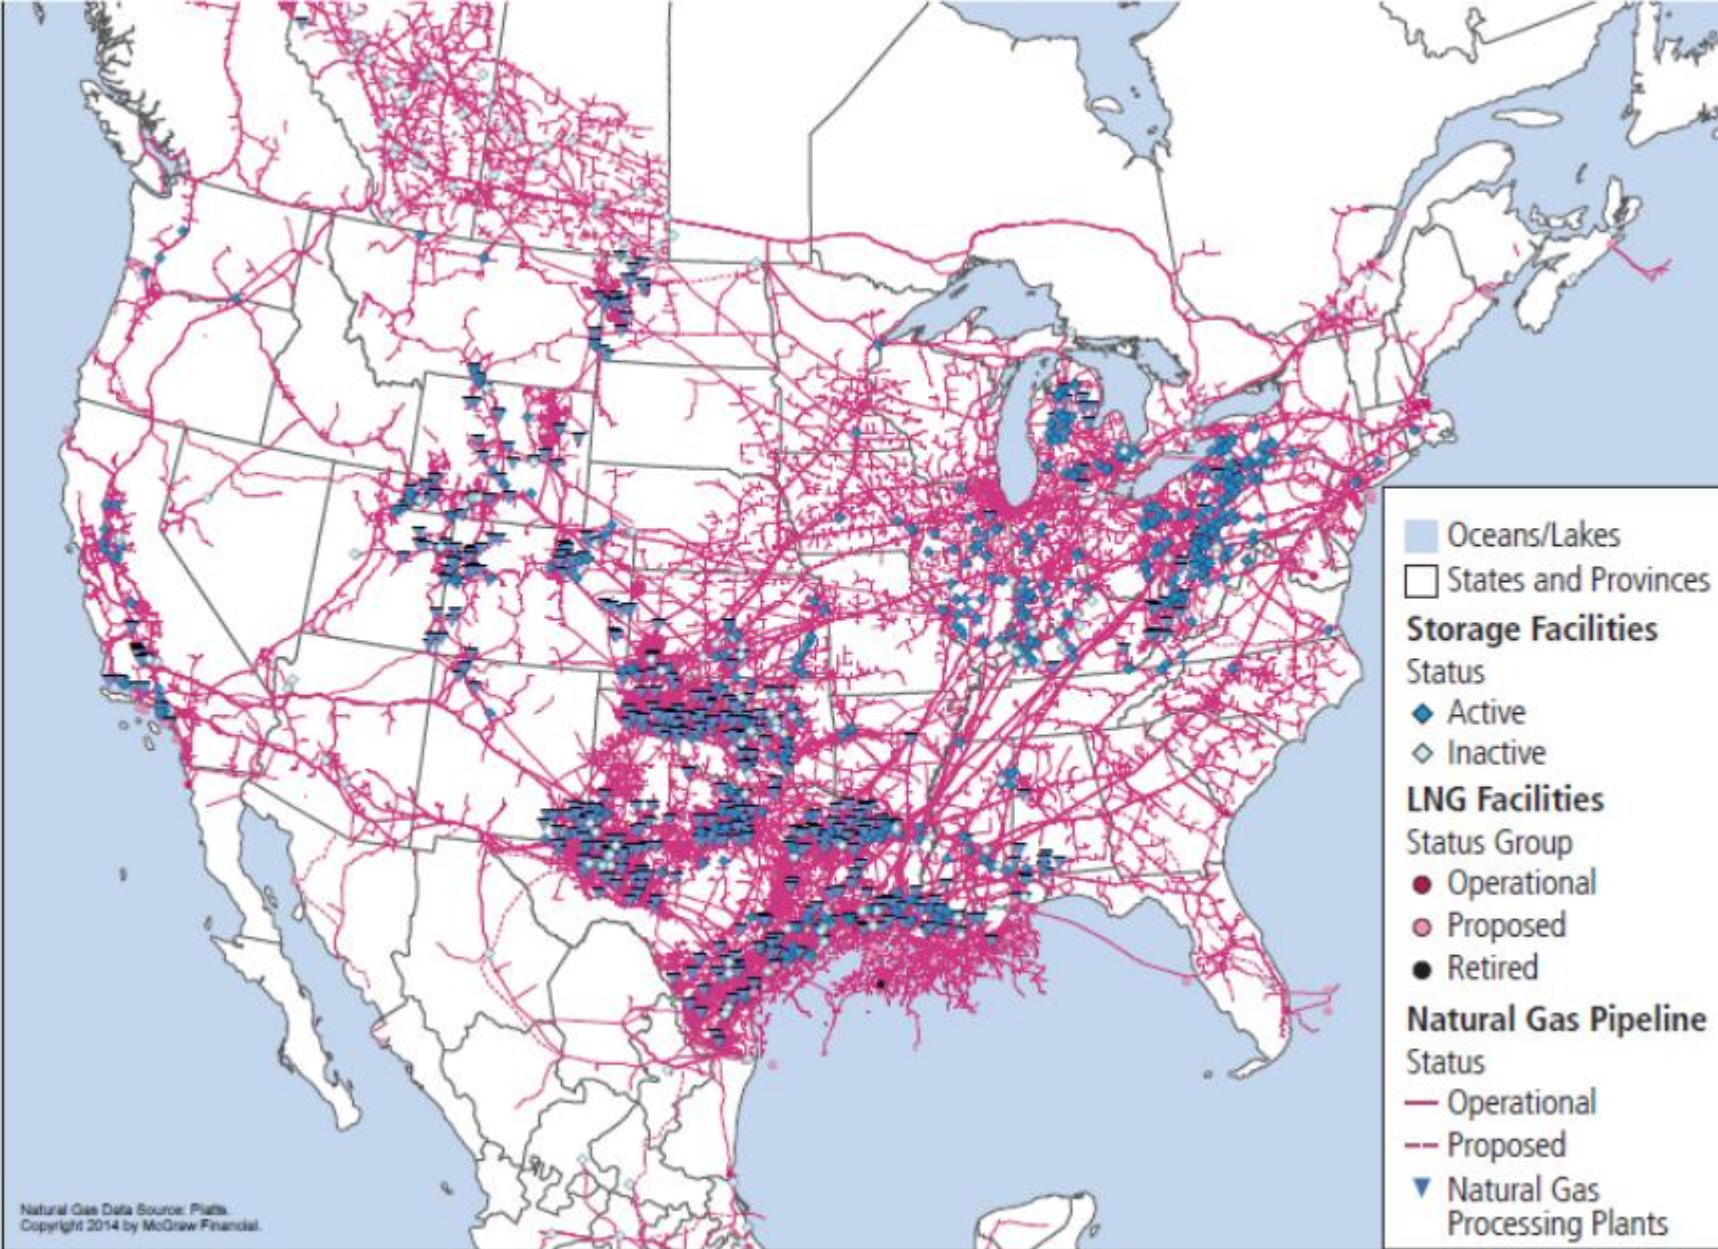 Oceans/Lakes
States and Provinces
Storage Facilities
Status
Active
Inactive
LNG Facilities
Status Group
Operational
Proposed
Retired
Natural Gas Pipeline
Status
Operational
Proposed
Natural Gas
Processing Plants
Natural Gas Data Source: Platts.
Copyright 2014 by McGraw Financial.